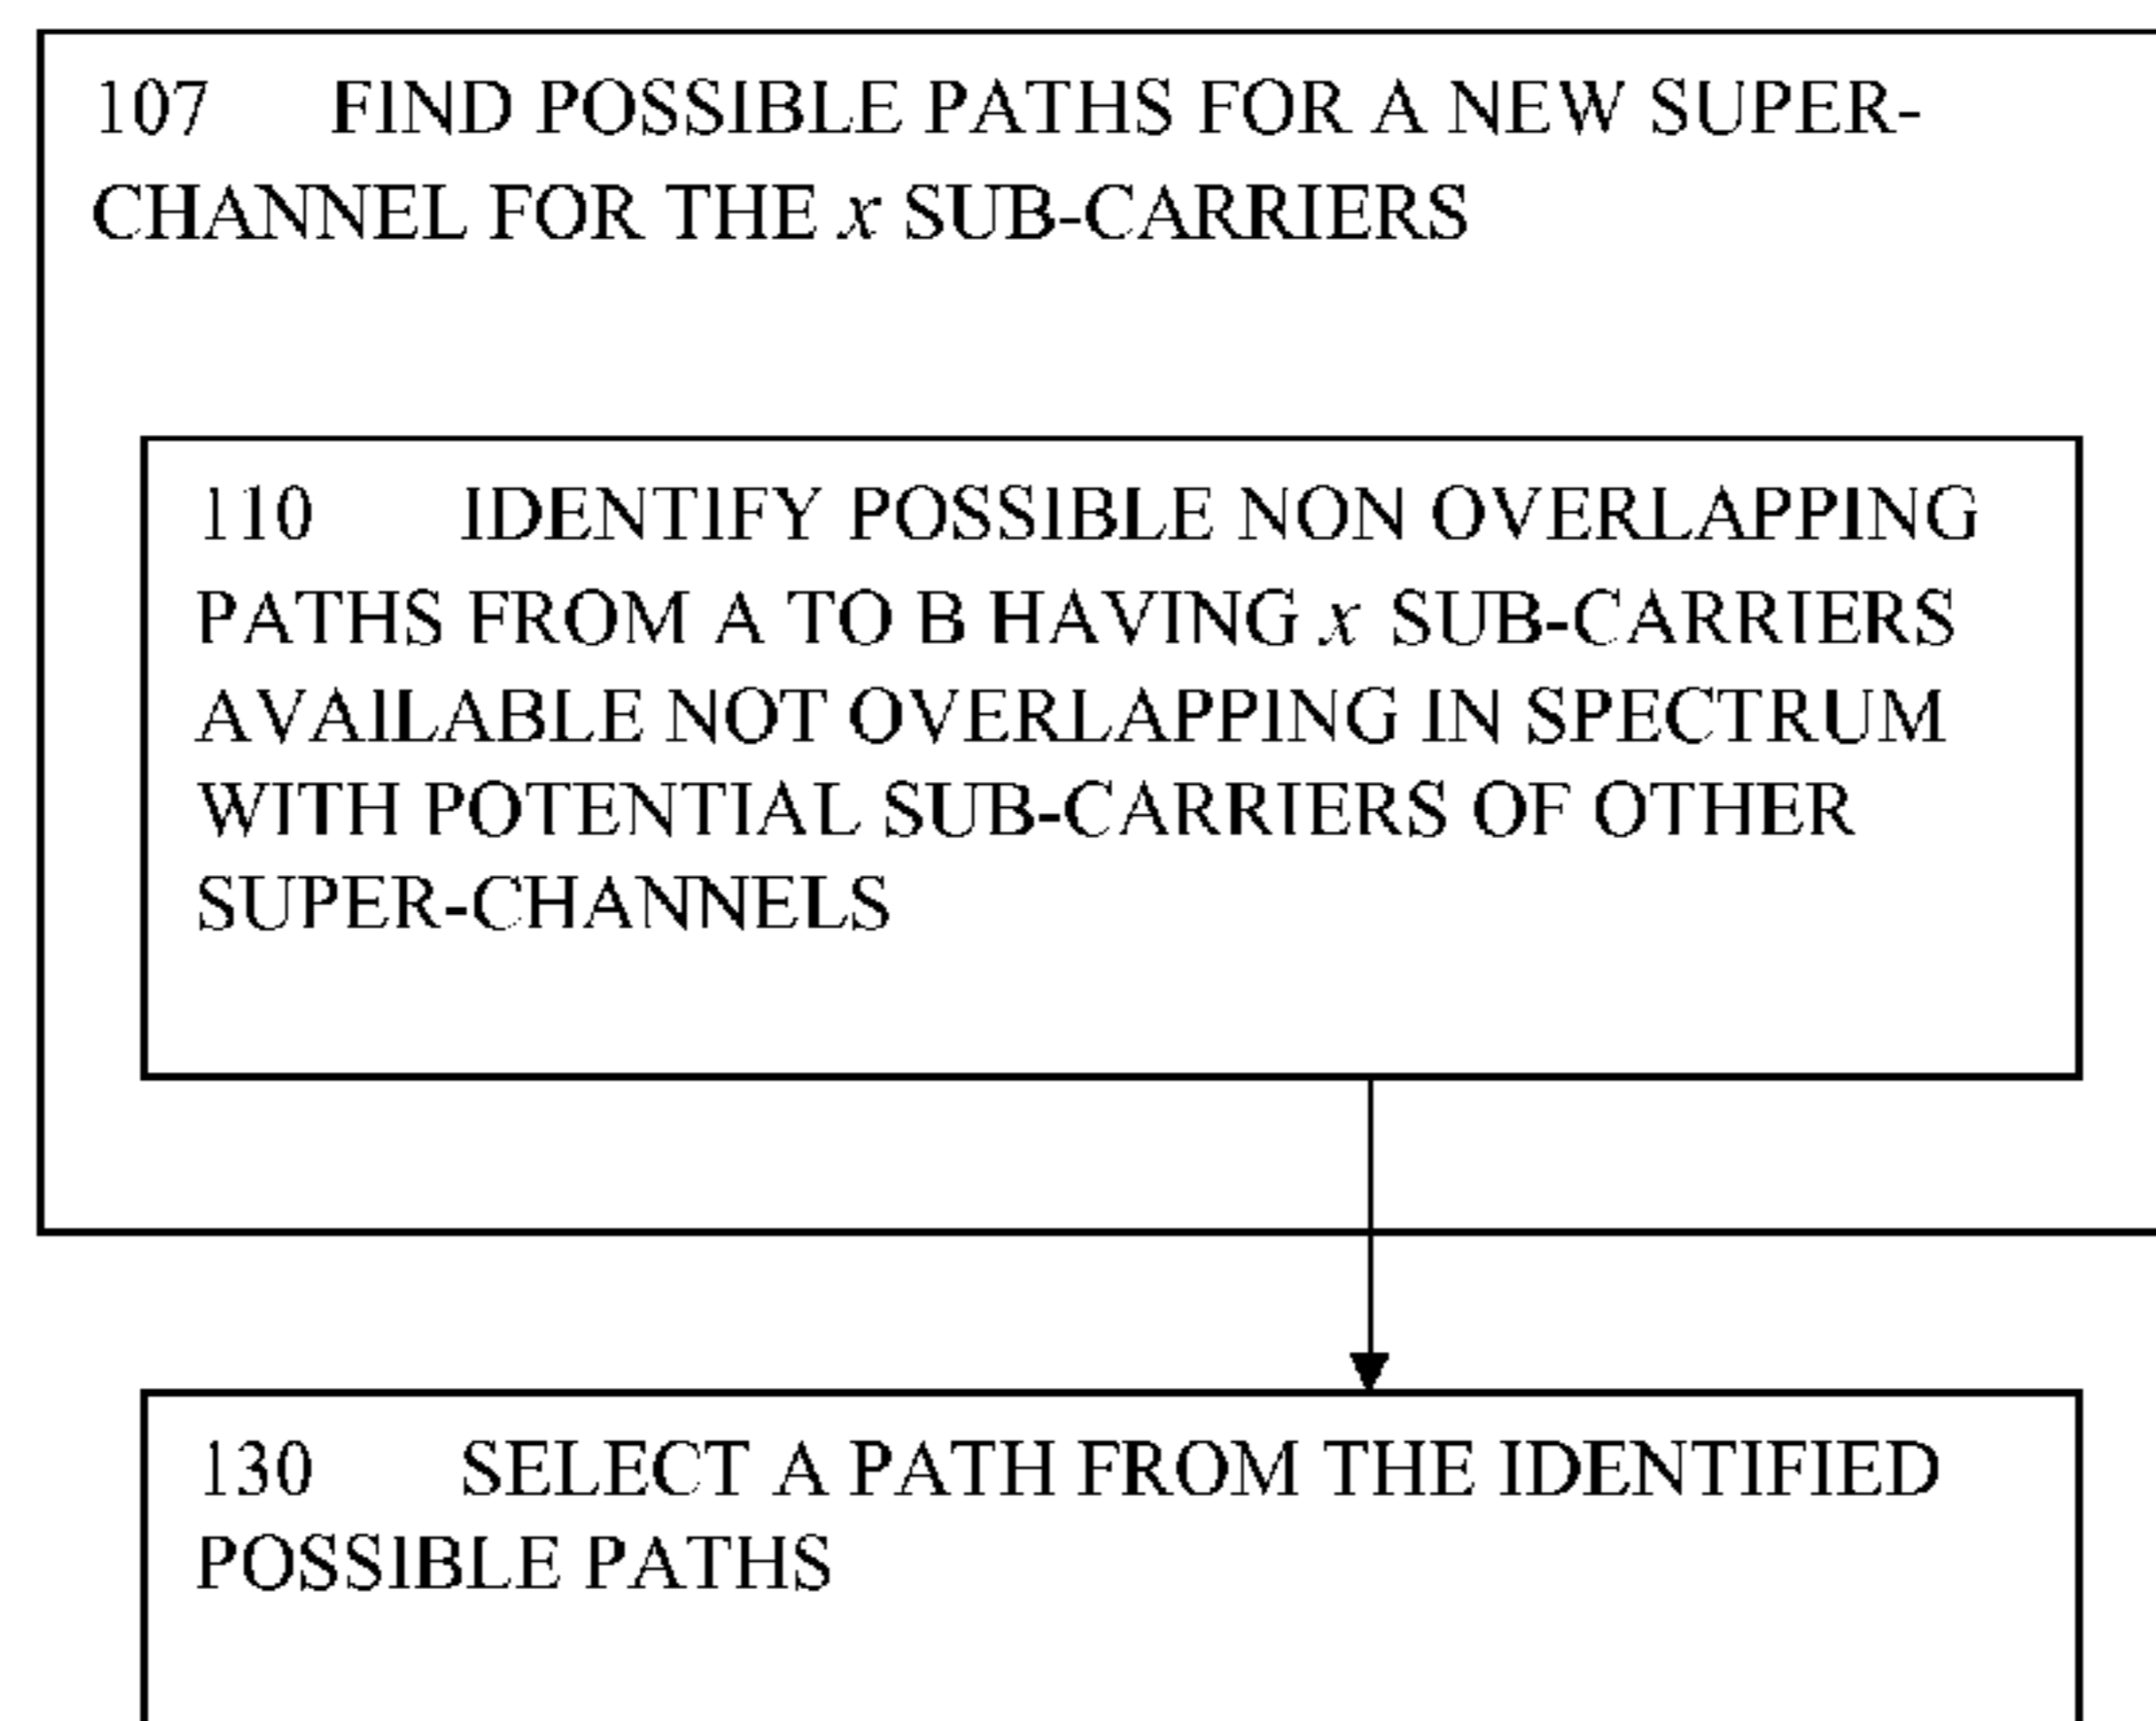 107 FIND POSSIBLE PATHS FOR A NEW SUPER-
CHANNEL FOR THE x SUB-CARRIERS
110 IDENTIFY POSSIBLE NON OVERLAPPING
PATHS FROM A TO B HAVING x SUB-CARRIERS
AVAILABLE NOT OVERLAPPING IN SPECTRUM
WITH POTENTIAL SUB-CARRIERS OF OTHER
SUPER-CHANNELS
130 SELECT A PATH FROM THE IDENTIFIED
POSSIBLE PATHS